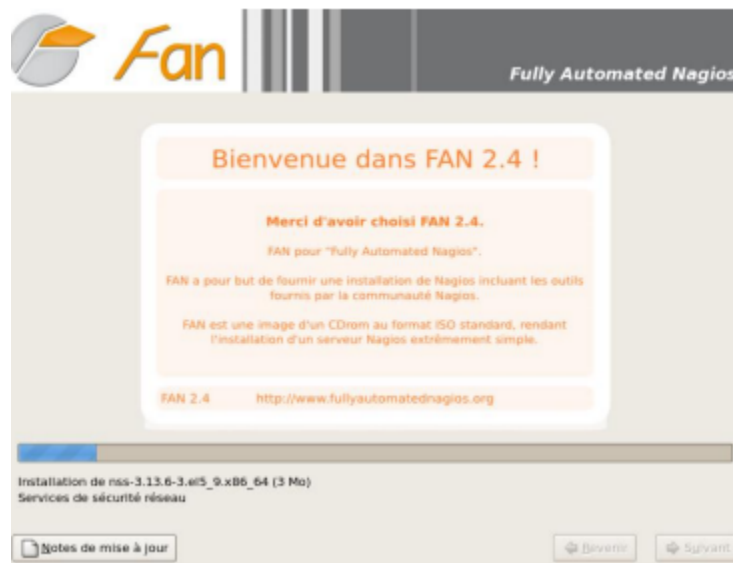 Fan
Fully Automated Nagios
Bienvenue dans FAN 2.4 !
Merci d'avoir choisi FAN 2.4.
FAN pour "Fully Automated Nagios".
FAN a pour but de fournir une installation de Nagios incluant les outils
fournis par la communauté Nagios.
FAN est une image d'un CDrom au format ISO standard, rendant
l'installation d'un serveur Nagios extrêmement simple.
FAN 2.4 http://www.fullyautomatednagios.org
Installation de nss-3.13.6-3.el5_9.x86_64 (3 Mo)
Services de sécurité réseau
Notes de mise à jour
Revenir
Suivant